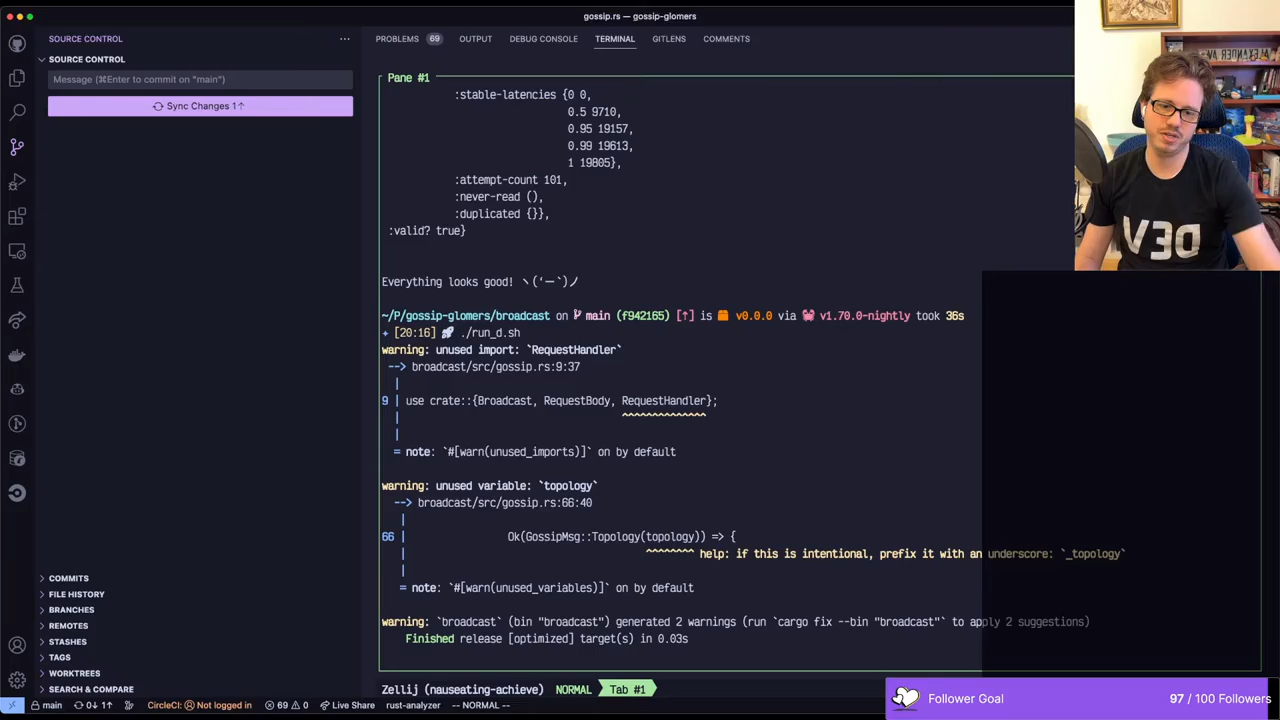 gossip.rs — gossip-glomers
SOURCE CONTROL
SOURCE CONTROL
Message (⌘Enter to commit on "main")
Sync Changes 1↑
COMMITS
FILE HISTORY
BRANCHES
REMOTES
STASHES
TAGS
WORKTREES
SEARCH & COMPARE
PROBLEMS 69 OUTPUT DEBUG CONSOLE TERMINAL GITLENS COMMENTS
Pane #1
:stable-latencies {0 0,
0.5 9710,
0.95 19157,
0.99 19613,
1 19805},
:attempt-count 101,
:never-read (),
:duplicated {}},
:valid? true}
Everything looks good! ヽ(‘ー`)ノ
~/P/gossip-glomers/broadcast on main (f942165) [↑] is v0.0.0 via v1.70.0-nightly took 36s
[20:16] ./run_d.sh
warning: unused import: `RequestHandler`
--> broadcast/src/gossip.rs:9:37
|
9 | use crate::{Broadcast, RequestBody, RequestHandler};
| ^^^^^^^^^^^^^^
|
= note: `#[warn(unused_imports)]` on by default
warning: unused variable: `topology`
--> broadcast/src/gossip.rs:66:40
|
66 | Ok(GossipMsg::Topology(topology)) => {
| ^^^^^^^^ help: if this is intentional, prefix it with an underscore: `_topology`
|
= note: `#[warn(unused_variables)]` on by default
warning: `broadcast` (bin "broadcast") generated 2 warnings (run `cargo fix --bin "broadcast"` to apply 2 suggestions)
Finished release [optimized] target(s) in 0.03s
Zellij (nauseating-achieve) NORMAL Tab #1
main 0↓ 1↑ CircleCI: Not logged in 69 0 Live Share rust-analyzer -- NORMAL --
DEV
Follower Goal 97 / 100 Followers